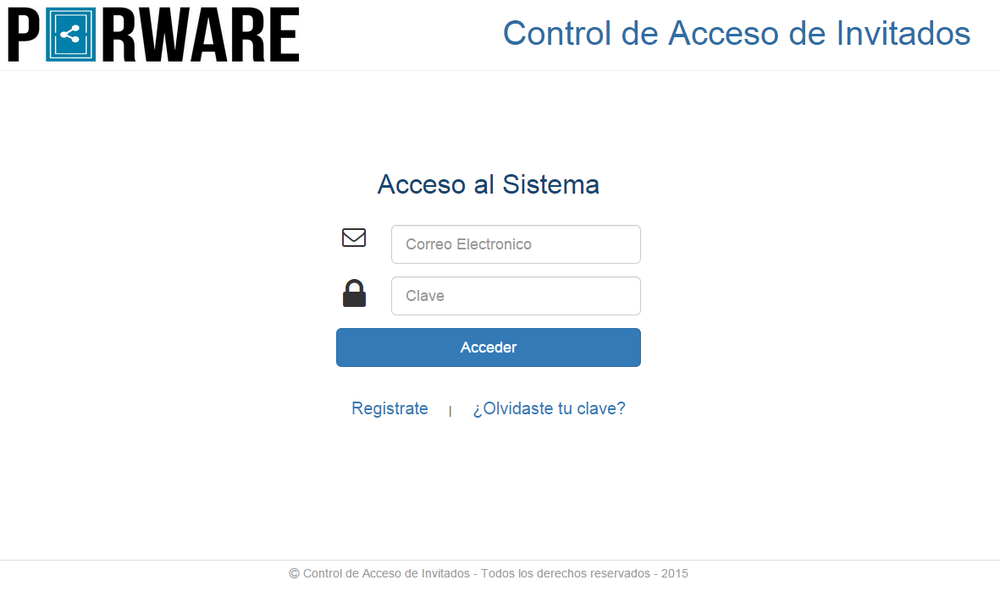 PORWARE
Control de Acceso de Invitados
Acceso al Sistema
Correo Electronico
Clave
Acceder
Registrate | ¿Olvidaste tu clave?
© Control de Acceso de Invitados - Todos los derechos reservados - 2015